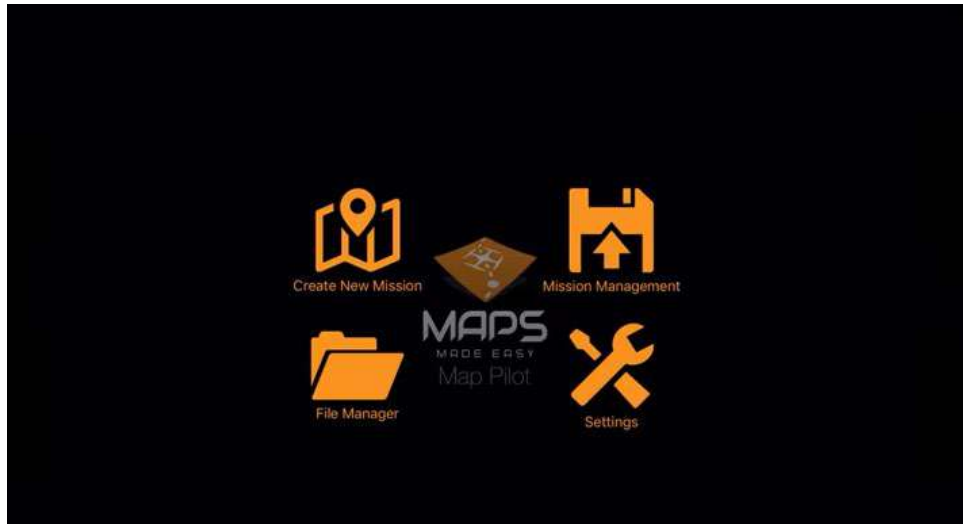 Create New Mission
Mission Management
MAPS
MADE EASY
Map Pilot
File Manager
Settings